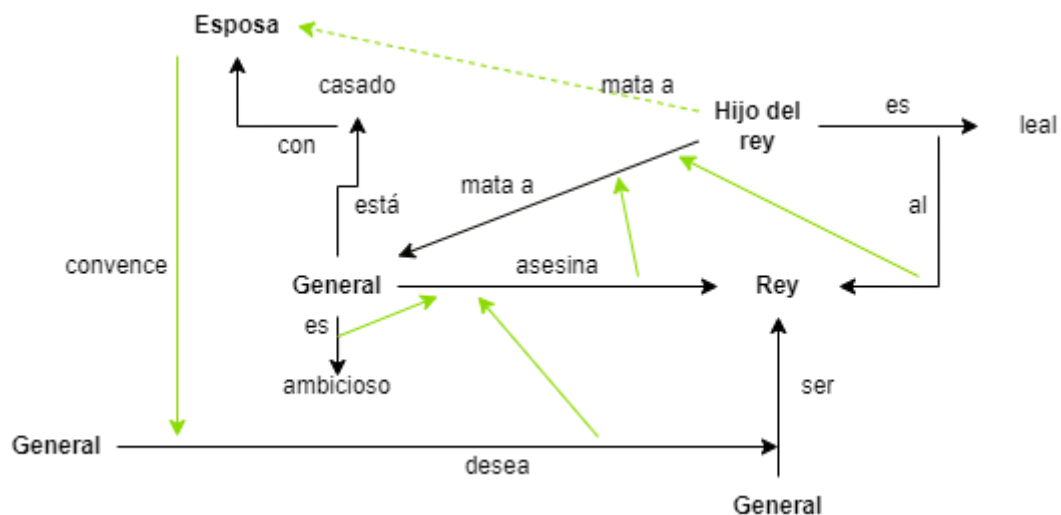 Esposa
casado
mata a
Hijo del
rey
es
leal
con
mata a
está
al
convence
General
asesina
Rey
es
ambicioso
ser
General
desea
General